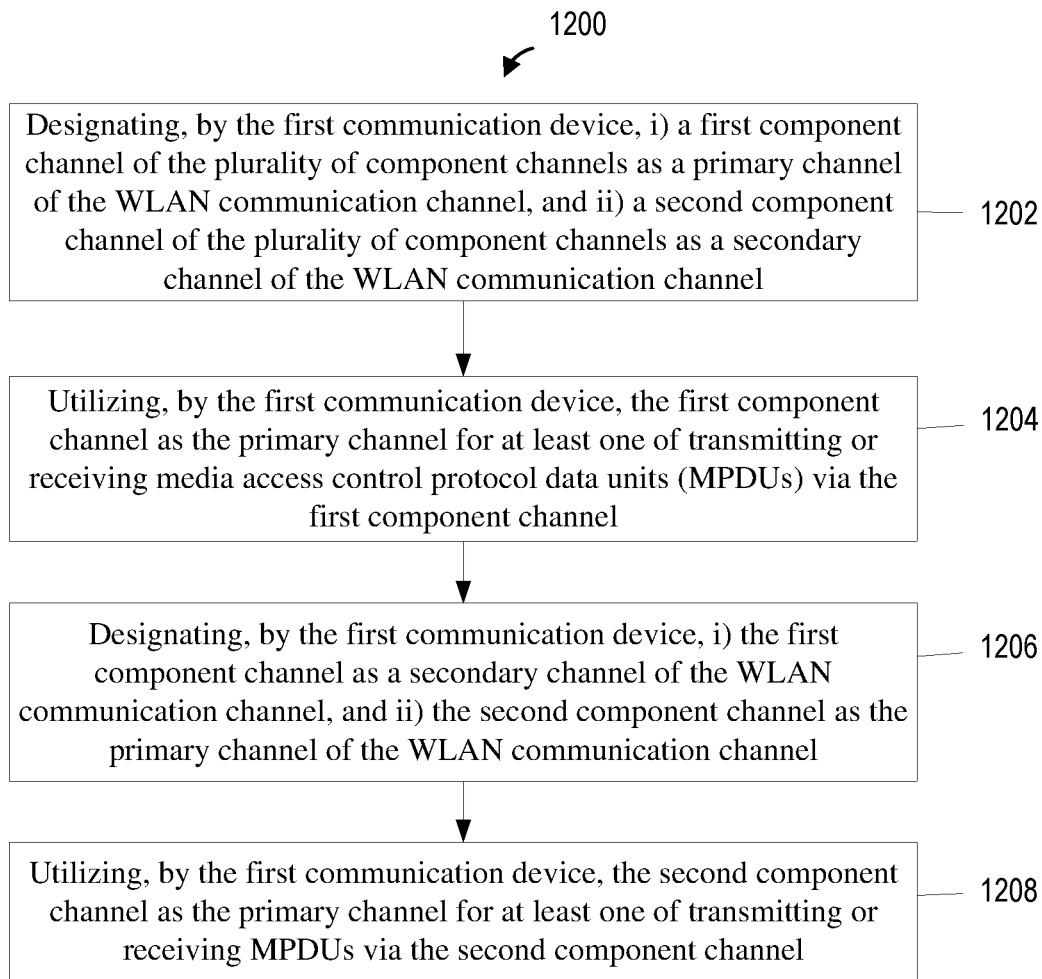 1200
Designating, by the first communication device, i) a first component
channel of the plurality of component channels as a primary channel
of the WLAN communication channel, and ii) a second component
channel of the plurality of component channels as a secondary
channel of the WLAN communication channel
1202
Utilizing, by the first communication device, the first component
channel as the primary channel for at least one of transmitting or
receiving media access control protocol data units (MPDUs) via the
first component channel
1204
Designating, by the first communication device, i) the first
component channel as a secondary channel of the WLAN
communication channel, and ii) the second component channel as the
primary channel of the WLAN communication channel
1206
Utilizing, by the first communication device, the second component
channel as the primary channel for at least one of transmitting or
receiving MPDUs via the second component channel
1208